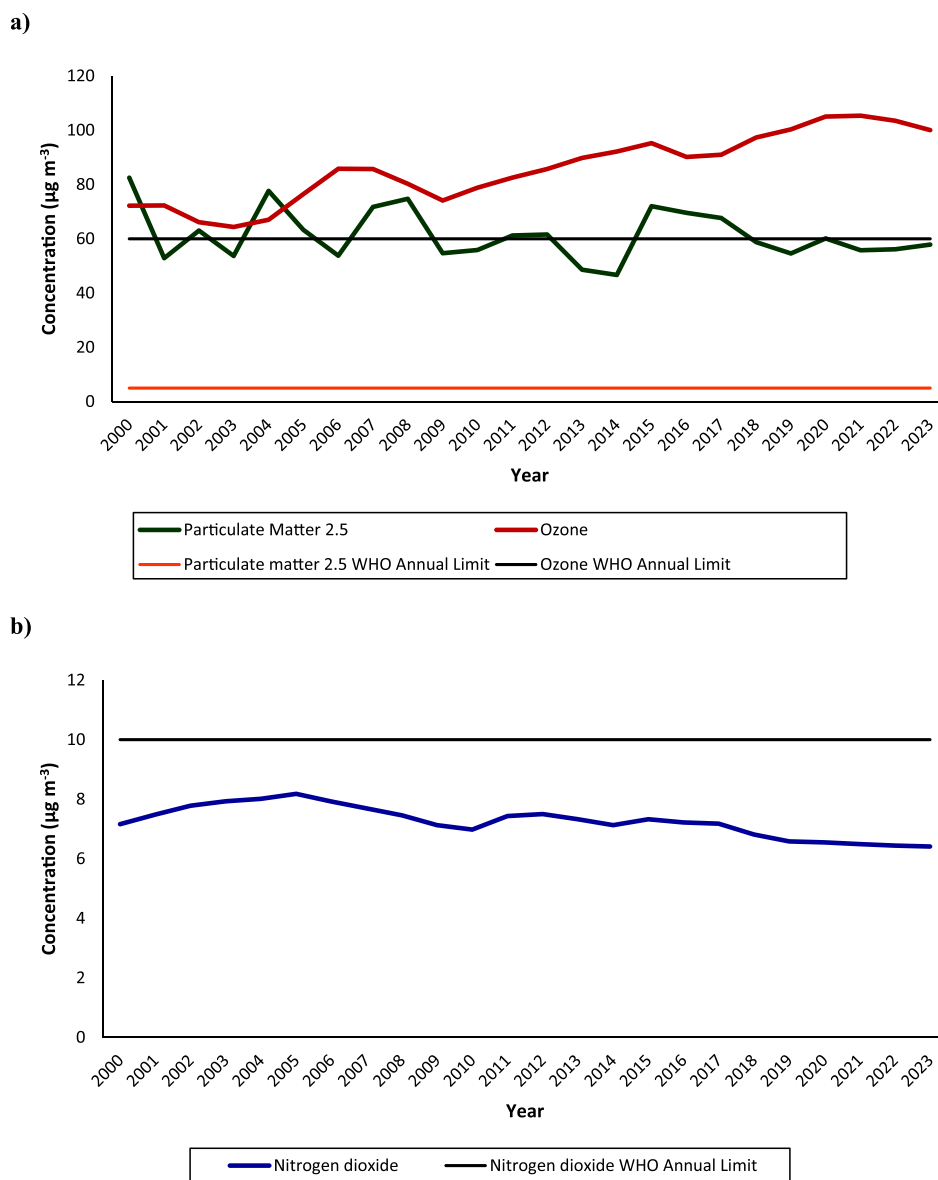 a)
120
100
80
60
40
20
0
Concentration (µg m⁻³)
2000 2001 2002 2003 2004 2005 2006 2007 2008 2009 2010 2011 2012 2013 2014 2015 2016 2017 2018 2019 2020 2021 2022 2023
Year
Particulate Matter 2.5 Ozone
Particulate matter 2.5 WHO Annual Limit Ozone WHO Annual Limit
b)
12
10
8
6
4
2
0
Concentration (µg m⁻³)
2000 2001 2002 2003 2004 2005 2006 2007 2008 2009 2010 2011 2012 2013 2014 2015 2016 2017 2018 2019 2020 2021 2022 2023
Year
Nitrogen dioxide Nitrogen dioxide WHO Annual Limit